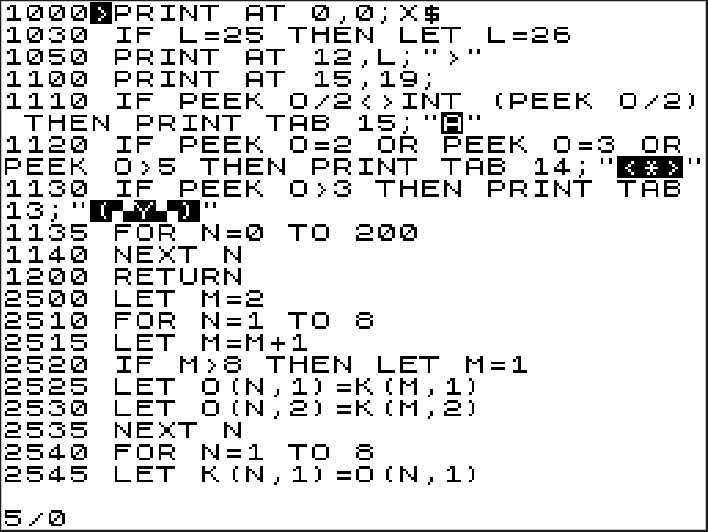 1000>PRINT AT 0,0;X$
1030 IF L=25 THEN LET L=26
1050 PRINT AT 12,L;">"
1100 PRINT AT 15,19;
1110 IF PEEK O/2<>INT (PEEK O/2)
THEN PRINT TAB 15;"A"
1120 IF PEEK O=2 OR PEEK O=3 OR
PEEK O>5 THEN PRINT TAB 14;"<*>"
1130 IF PEEK O>3 THEN PRINT TAB
13;"(▀▄Y▄▀)"
1135 FOR N=0 TO 200
1140 NEXT N
1200 RETURN
2500 LET M=2
2510 FOR N=1 TO 8
2515 LET M=M+1
2520 IF M>8 THEN LET M=1
2525 LET O(N,1)=K(M,1)
2530 LET O(N,2)=K(M,2)
2535 NEXT N
2540 FOR N=1 TO 8
2545 LET K(N,1)=O(N,1)
5/0